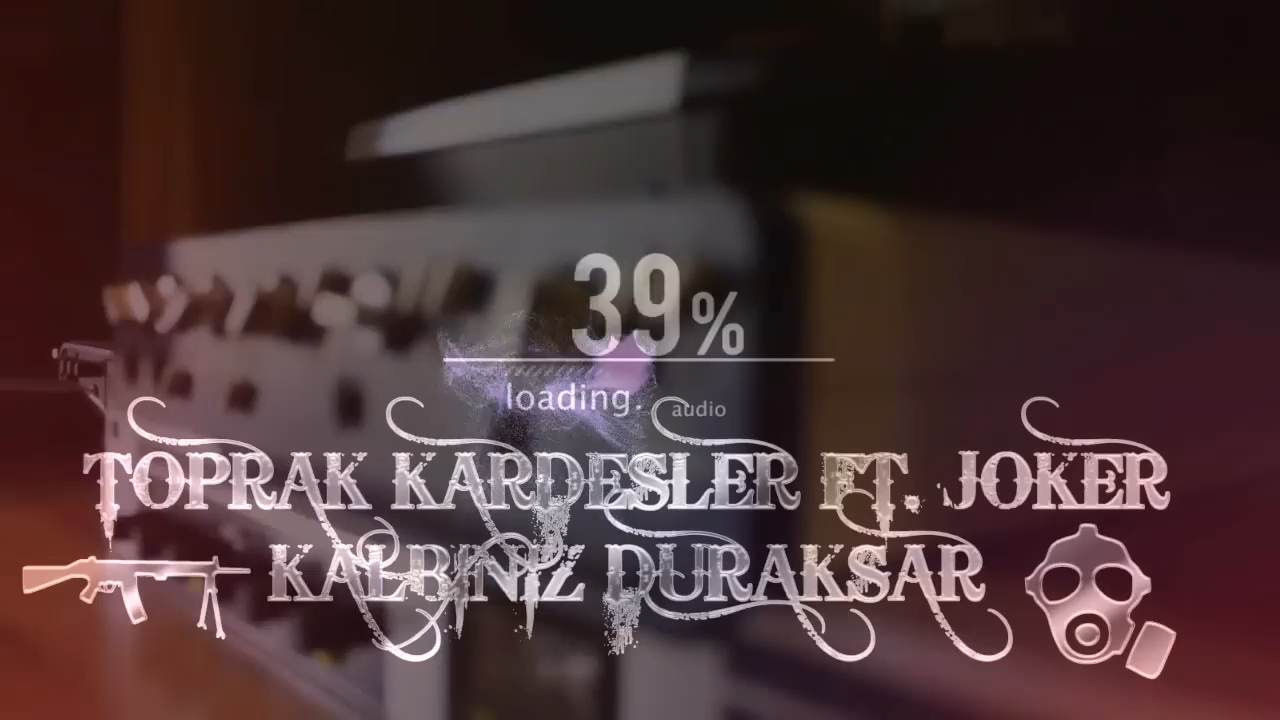 39%
loading. audio
TOPRAK KARDESLER FT. JOKER
KALBINIZ DURAKSAR